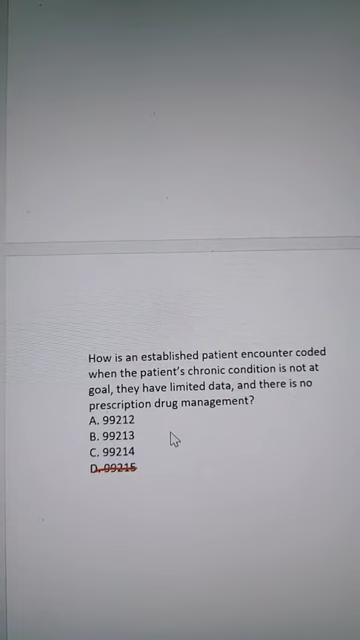 How is an established patient encounter coded
when the patient's chronic condition is not at
goal, they have limited data, and there is no
prescription drug management?
A. 99212
B. 99213
C. 99214
D. 99215